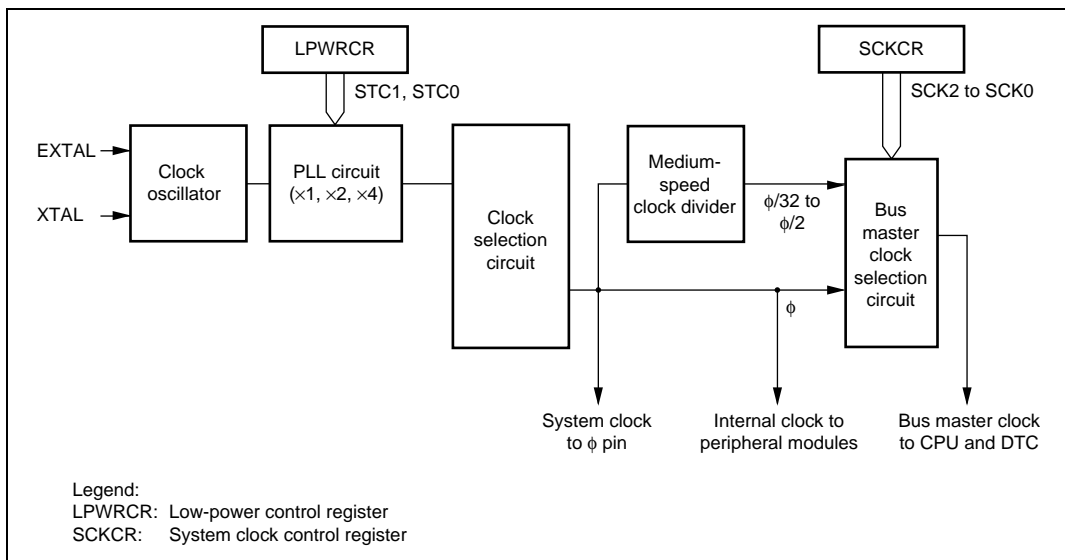 LPWRCR
SCKCR
STC1, STC0
SCK2 to SCK0
EXTAL
XTAL
Clock
oscillator
PLL circuit
(×1, ×2, ×4)
Clock
selection
circuit
Medium-
speed
clock divider
ϕ/32 to
ϕ/2
Bus
master
clock
selection
circuit
ϕ
System clock
to ϕ pin
Internal clock to
peripheral modules
Bus master clock
to CPU and DTC
Legend:
LPWRCR: Low-power control register
SCKCR: System clock control register